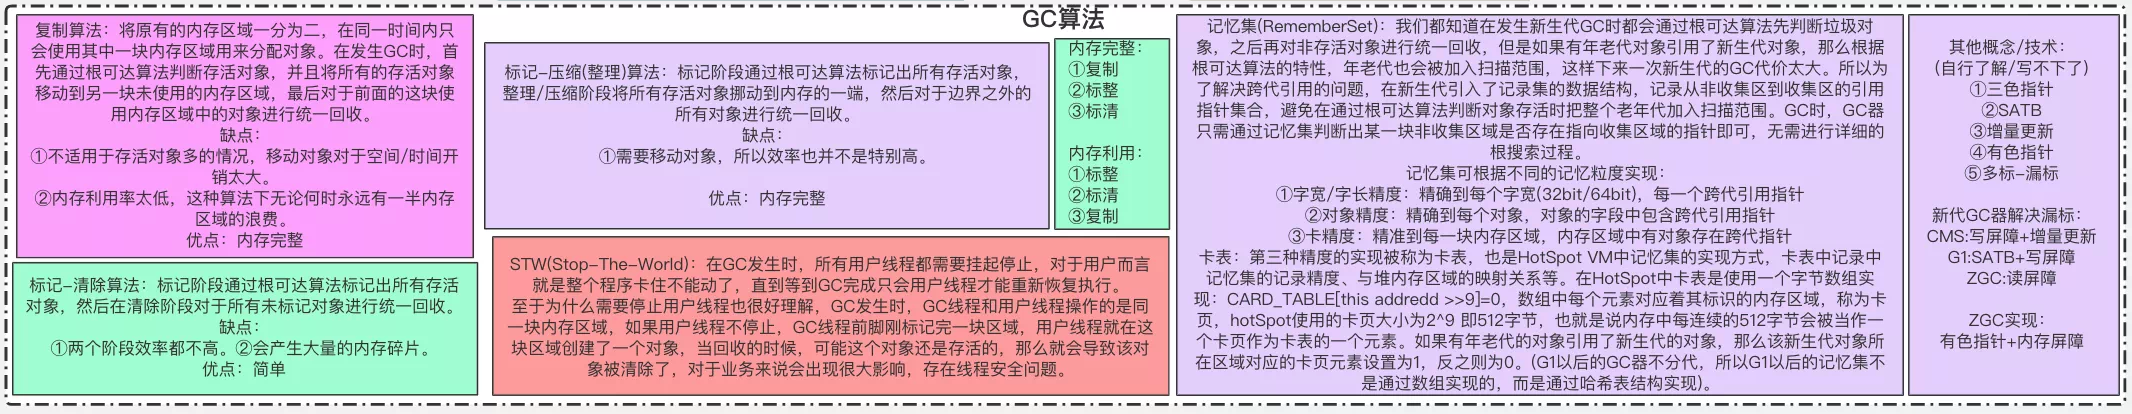 GC算法
复制算法：将原有的内存区域一分为二，在同一时间内只
会使用其中一块内存区域用来分配对象。在发生GC时，首
先通过根可达算法判断存活对象，并且将所有的存活对象
移动到另一块未使用的内存区域，最后对于前面的这块使
用内存区域中的对象进行统一回收。
缺点：
①不适用于存活对象多的情况，移动对象对于空间/时间开
销太大。
②内存利用率太低，这种算法下无论何时永远有一半内存
区域的浪费。
优点：内存完整
标记-清除算法：标记阶段通过根可达算法标记出所有存活
对象，然后在清除阶段对于所有未标记对象进行统一回收。
缺点：
①两个阶段效率都不高。②会产生大量的内存碎片。
优点：简单
标记-压缩(整理)算法：标记阶段通过根可达算法标记出所有存活对象，
整理/压缩阶段将所有存活对象挪动到内存的一端，然后对于边界之外的
所有对象进行统一回收。
缺点：
①需要移动对象，所以效率也并不是特别高。
优点：内存完整
内存完整：
①复制
②标整
③标清
内存利用：
①标整
②标清
③复制
STW(Stop-The-World)：在GC发生时，所有用户线程都需要挂起停止，对于用户而言
就是整个程序卡住不能动了，直到等到GC完成只会用户线程才能重新恢复执行。
至于为什么需要停止用户线程也很好理解，GC发生时，GC线程和用户线程操作的是同
一块内存区域，如果用户线程不停止，GC线程前脚刚标记完一块区域，用户线程就在这
块区域创建了一个对象，当回收的时候，可能这个对象还是存活的，那么就会导致该对
象被清除了，对于业务来说会出现很大影响，存在线程安全问题。
记忆集(RememberSet)：我们都知道在发生新生代GC时都会通过根可达算法先判断垃圾对
象，之后再对非存活对象进行统一回收，但是如果有年老代对象引用了新生代对象，那么根据
根可达算法的特性，年老代也会被加入扫描范围，这样下来一次新生代的GC代价太大。所以为
了解决跨代引用的问题，在新生代引入了记录集的数据结构，记录从非收集区到收集区的引用
指针集合，避免在通过根可达算法判断对象存活时把整个老年代加入扫描范围。GC时，GC器
只需通过记忆集判断出某一块非收集区域是否存在指向收集区域的指针即可，无需进行详细的
根搜索过程。
记忆集可根据不同的记忆粒度实现：
①字宽/字长精度：精确到每个字宽(32bit/64bit)，每一个跨代引用指针
②对象精度：精确到每个对象，对象的字段中包含跨代引用指针
③卡精度：精准到每一块内存区域，内存区域中有对象存在跨代指针
卡表：第三种精度的实现被称为卡表，也是HotSpot VM中记忆集的实现方式，卡表中记录中
记忆集的记录精度、与堆内存区域的映射关系等。在HotSpot中卡表是使用一个字节数组实
现：CARD_TABLE[this addredd >>9]=0，数组中每个元素对应着其标识的内存区域，称为卡
页，hotSpot使用的卡页大小为2^9 即512字节，也就是说内存中每连续的512字节会被当作一
个卡页作为卡表的一个元素。如果有年老代的对象引用了新生代的对象，那么该新生代对象所
在区域对应的卡页元素设置为1，反之则为0。(G1以后的GC器不分代，所以G1以后的记忆集不
是通过数组实现的，而是通过哈希表结构实现)。
其他概念/技术：
(自行了解/写不下了)
①三色指针
②SATB
③增量更新
④有色指针
⑤多标-漏标
新代GC器解决漏标：
CMS:写屏障+增量更新
G1:SATB+写屏障
ZGC:读屏障
ZGC实现：
有色指针+内存屏障